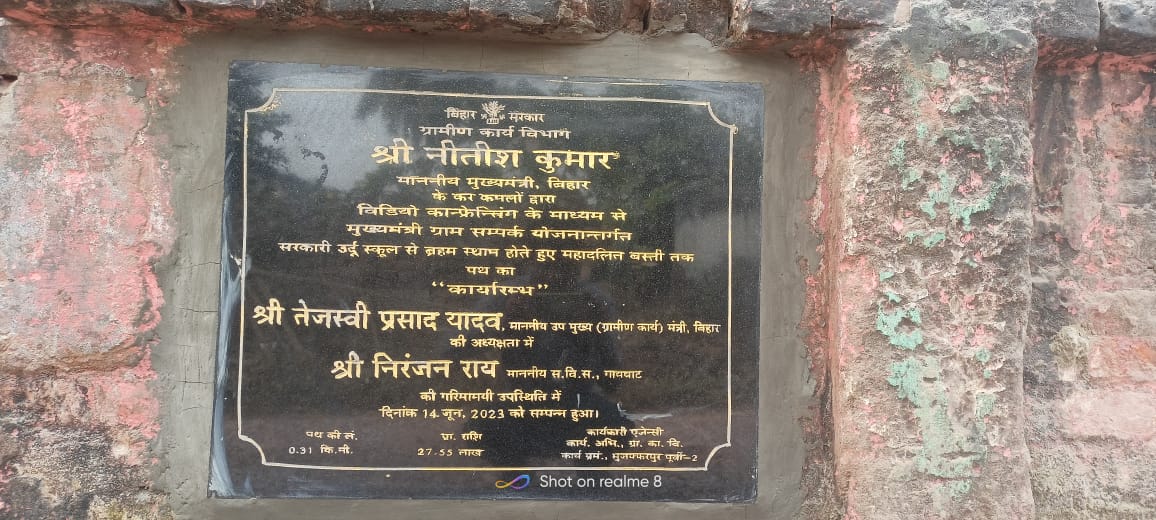 बिहार सरकार
ग्रामीण कार्य विभाग
श्री नीतीश कुमार
माननीय मुख्यमंत्री, बिहार
के कर कमलों द्वारा
विडियो कान्फ्रेन्सिंग के माध्यम से
मुख्यमंत्री ग्राम सम्पर्क योजनान्तर्गत
सरकारी उर्दू स्कूल से ब्रहम स्थान होते हुए महादलित बस्ती तक
पथ का
“कार्यारम्भ”
श्री तेजस्वी प्रसाद यादव, माननीय उप मुख्य (ग्रामीण कार्य) मंत्री, बिहार
की अध्यक्षता में
श्री निरंजन राय माननीय स.वि.स., गायघाट
की गरिमामयी उपस्थिति में
दिनांक 14 जून, 2023 को सम्पन्न हुआ।
पथ की लं. प्रा. राशि कार्यकारी एजेन्सी
0.31 कि.मी. 27.55 लाख कार्य. अभि., ग्रा. का. वि.
कार्य प्रमं., मुजफ्फरपुर पूर्वी-2
Shot on realme 8